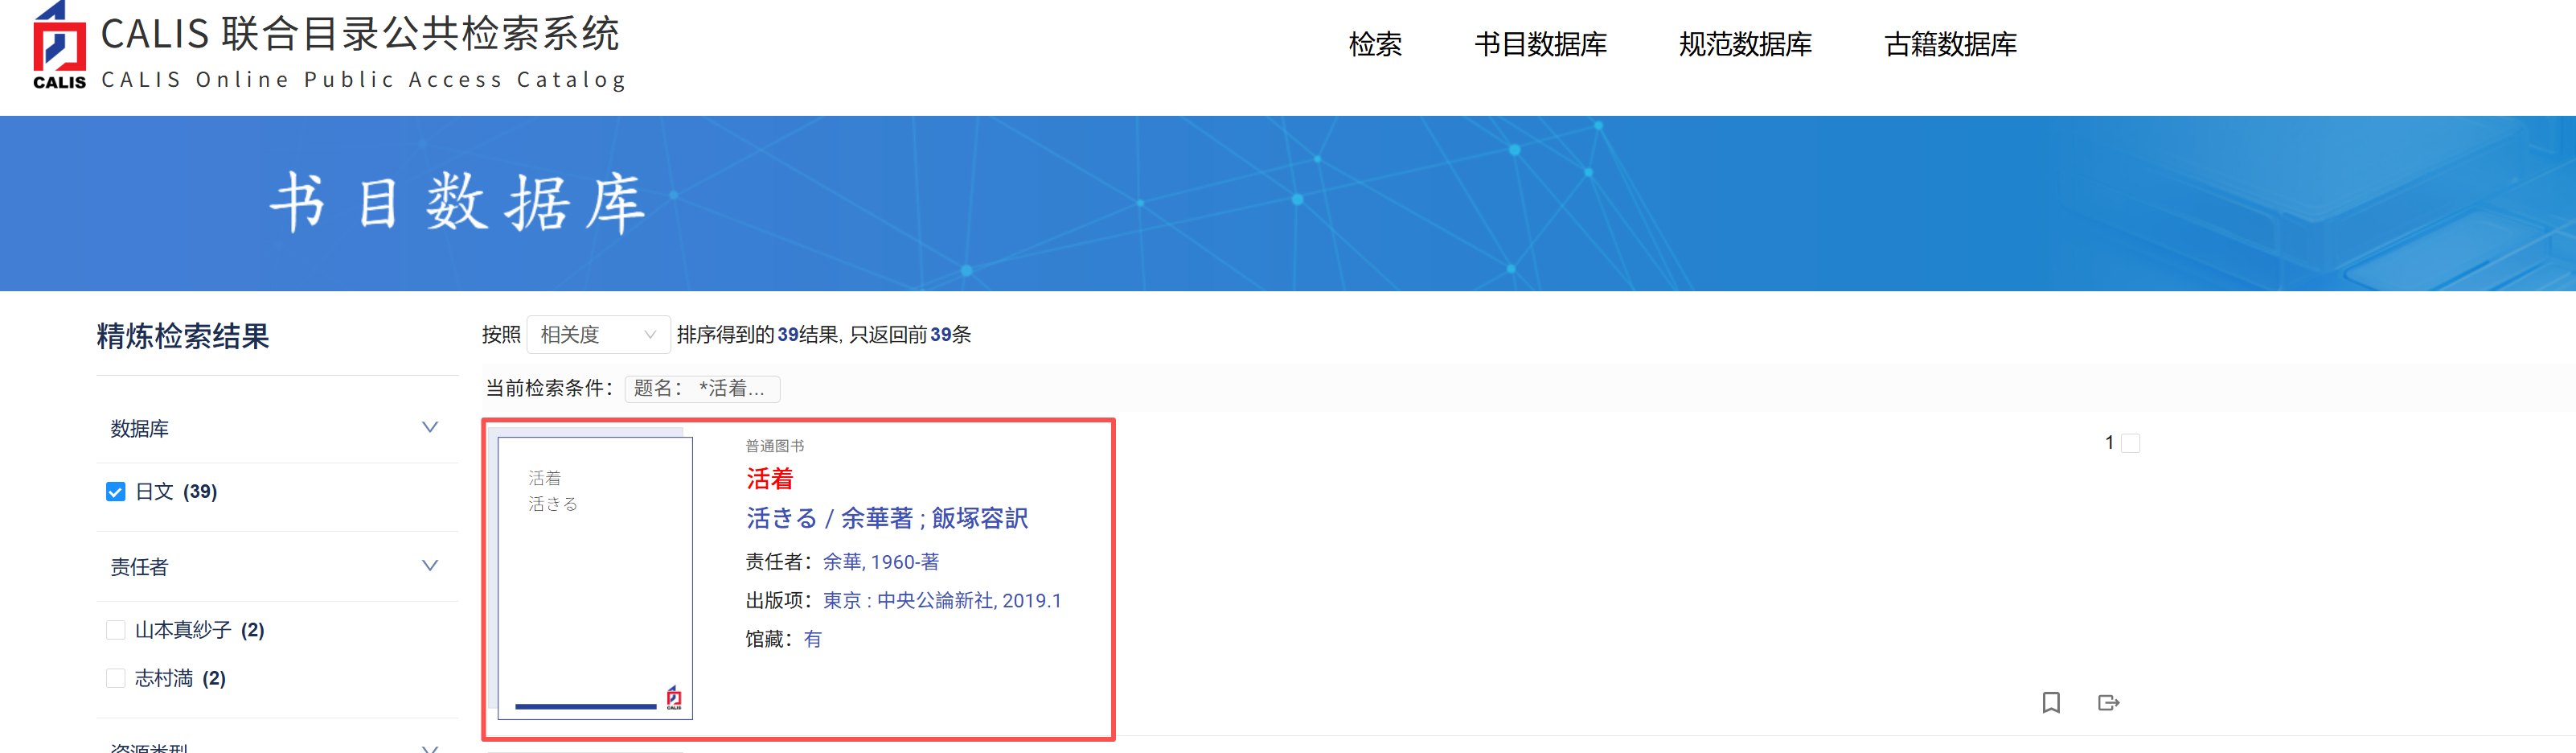 CALIS 联合目录公共检索系统
CALIS Online Public Access Catalog
CALIS
检索 书目数据库 规范数据库 古籍数据库
书目数据库
精炼检索结果
数据库
日文 (39)
责任者
山本真紗子 (2)
志村満 (2)
资源类型
按照 相关度 排序得到的39结果, 只返回前39条
当前检索条件： 题名： *活着...
活着
活きる
CALIS
普通图书
活着
活きる / 余華著 ; 飯塚容訳
责任者：余華, 1960-著
出版项：東京 : 中央公論新社, 2019.1
馆藏：有
1